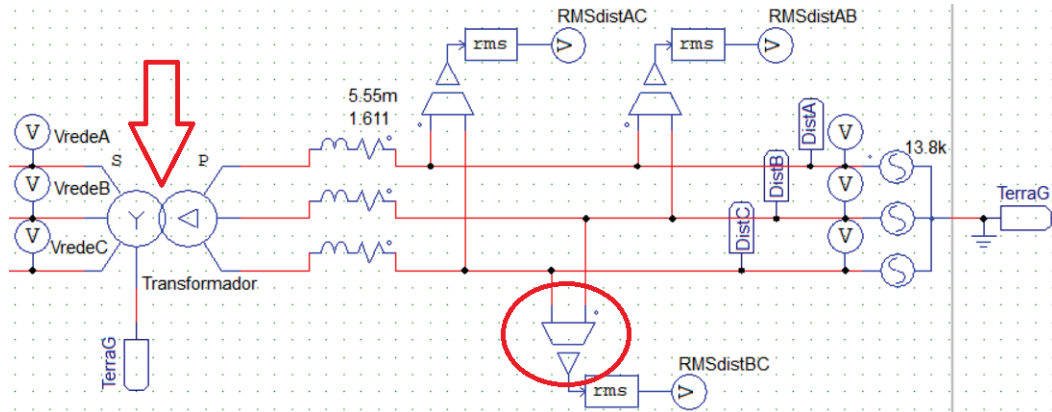 RMSdistAC
RMSdistAB
rms
V
rms
V
5.55m
1:611
V
VredeA
S
P
DistA
V
13.8k
V
VredeB
Y
DistB
V
TerraG
V
VredeC
DistC
V
Transformador
TerraG
RMSdistBC
rms
V